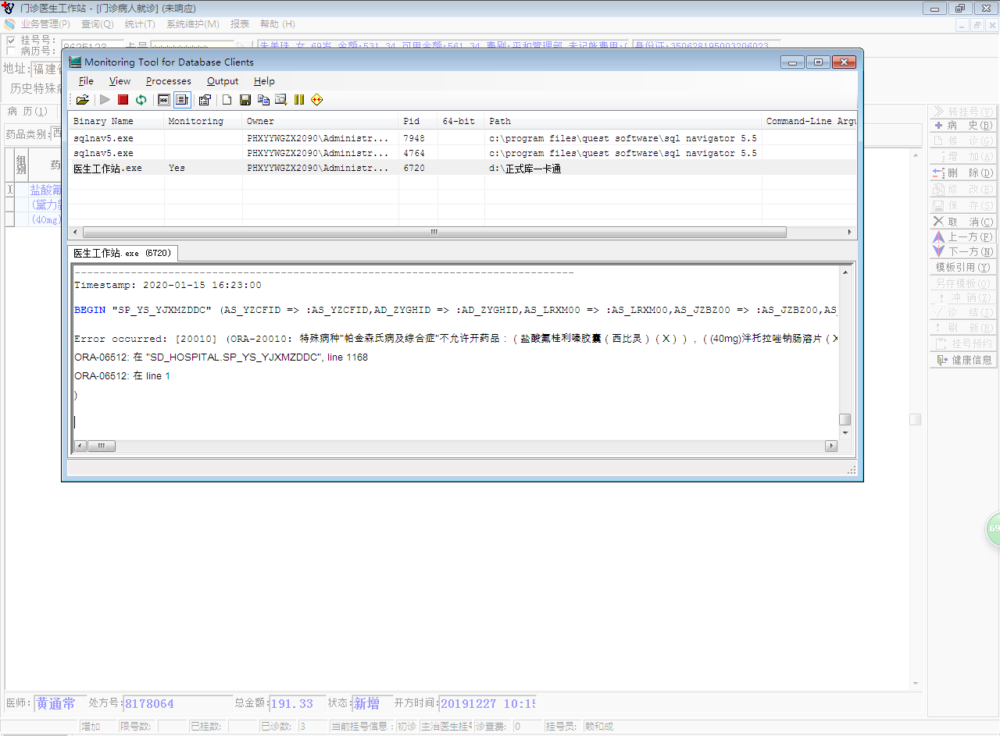 门诊医生工作站 - [门诊病人就诊] (未响应)
业务管理(P) 查询(Q) 统计(T) 系统维护(M) 报表 帮助 (H)
挂号号:
病历号:
朱美珠 女 69岁 金额:531.34 可用金额:561.34 费别:平和管理部 未记帐费用:
身份证:350628195003206023
地址: 福建省
历史特殊病
病 历(1)
药品类别: 西
组别 药
盐酸氟
(黛力新
(40mg)
Monitoring Tool for Database Clients
File View Processes Output Help
Binary Name Monitoring Owner Pid 64-bit Path Command-Line Argu
sqlnav5.exe PHXYYWGZX2090\Administr... 7948 c:\program files\quest software\sql navigator 5.5
sqlnav5.exe PHXYYWGZX2090\Administr... 4764 c:\program files\quest software\sql navigator 5.5
医生工作站.exe Yes PHXYYWGZX2090\Administr... 6720 d:\正式库一卡通
医生工作站.exe (6720)
--------------------------------------------------------------------------------
Timestamp: 2020-01-15 16:23:00
BEGIN "SP_YS_YJXMZDDC" (AS_YZCFID => :AS_YZCFID,AD_ZYGHID => :AD_ZYGHID,AS_LRXM00 => :AS_LRXM00,AS_JZBZ00 => :AS_JZBZ00,AS_
Error occurred: [20010] (ORA-20010: 特殊病种"帕金森氏病及综合症"不允许开药品：（盐酸氟桂利嗪胶囊（西比灵）（X）），（(40mg)泮托拉唑钠肠溶片（X
ORA-06512: 在 "SD_HOSPITAL.SP_YS_YJXMZDDC", line 1168
ORA-06512: 在 line 1
)
转挂号(V)
病 史(B)
候 诊(G)
增 加(A)
删 除(D)
修 改(E)
保 存(S)
取 消(C)
上一方(F)
下一方(N)
模板引用(Y)
另存模板(O)
冲 销(Z)
诊 结(J)
刷 新(R)
挂号预约
健康信息
69
医师: 黄通常 处方号: 8178064 总金额: 191.33 状态: 新增 开方时间: 20191227 10:15
增加 限号数: 已挂数: 已诊数: 3 当前挂号信息： 初诊 主治医生挂号 诊查费: 0 挂号员: 赖和成